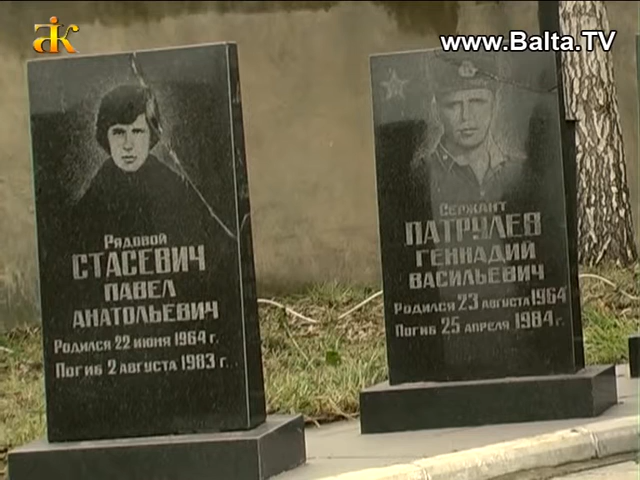 ТК
www.Balta.TV
Рядовой
СТАСЕВИЧ
ПАВЕЛ
АНАТОЛЬЕВИЧ
Родился 22 июня 1964 г.
Погиб 2 августа 1983 г.
Сержант
ПАТРУЛЕВ
ГЕННАДИЙ
ВАСИЛЬЕВИЧ
Родился 23 августа 1964
Погиб 25 апреля 1984 г.